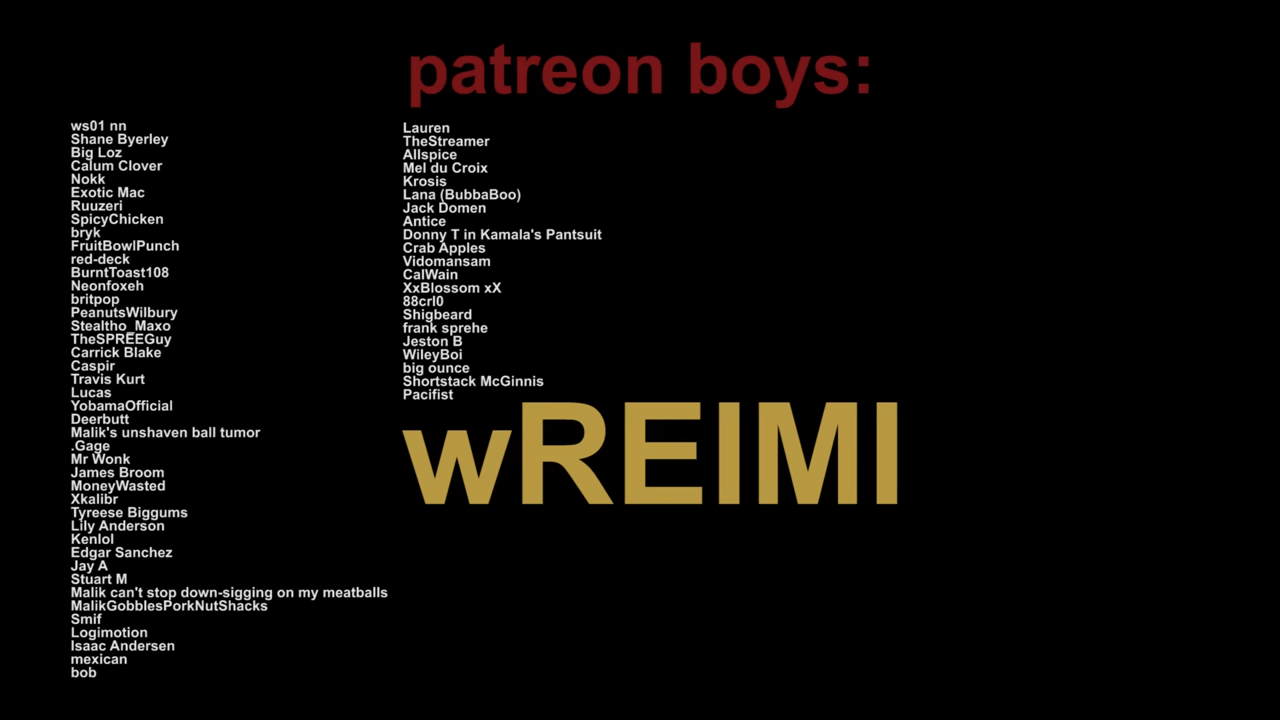 patreon boys:
ws01 nn
Shane Byerley
Big Loz
Calum Clover
Nokk
Exotic Mac
Ruuzeri
SpicyChicken
bryk
FruitBowlPunch
red-deck
BurntToast108
Neonfoxeh
britpop
PeanutsWilbury
Stealtho_Maxo
TheSPREEGuy
Carrick Blake
Caspir
Travis Kurt
Lucas
YobamaOfficial
Deerbutt
Malik's unshaven ball tumor
.Gage
Mr Wonk
James Broom
MoneyWasted
Xkalibr
Tyreese Biggums
Lily Anderson
Kenlol
Edgar Sanchez
Jay A
Stuart M
Malik can't stop down-sigging on my meatballs
MalikGobblesPorkNutShacks
Smif
Logimotion
Isaac Andersen
mexican
bob
Lauren
TheStreamer
Allspice
Mel du Croix
Krosis
Lana (BubbaBoo)
Jack Domen
Antice
Donny T in Kamala's Pantsuit
Crab Apples
Vidomansam
CalWain
XxBlossom xX
88crl0
Shigbeard
frank sprehe
Jeston B
WileyBoi
big ounce
Shortstack McGinnis
Pacifist
wREIMI